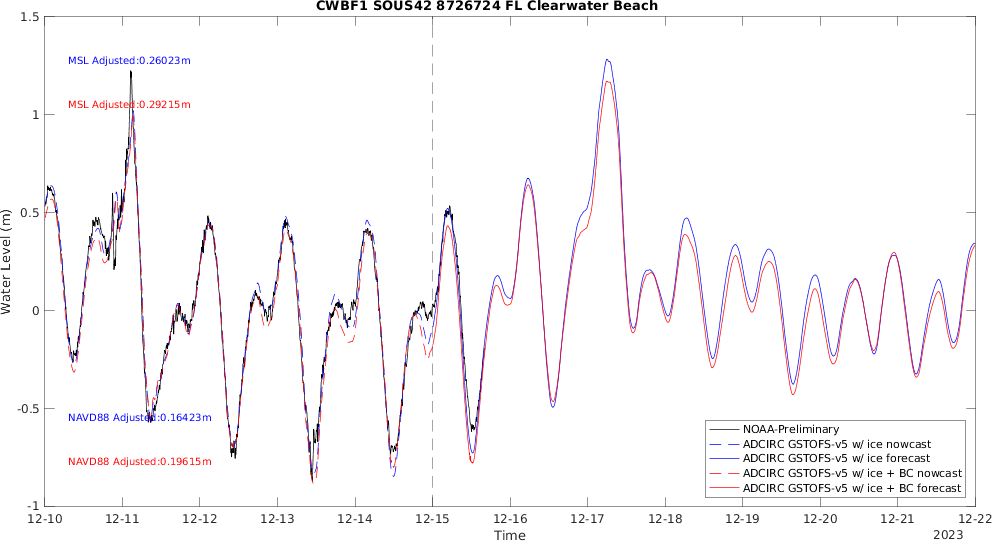 CWBF1 SOUS42 8726724 FL Clearwater Beach
1.5
1
0.5
0
-0.5
-1
Water Level (m)
MSL Adjusted:0.26023m
MSL Adjusted:0.29215m
NAVD88 Adjusted:0.16423m
NAVD88 Adjusted:0.19615m
NOAA-Preliminary
ADCIRC GSTOFS-v5 w/ ice nowcast
ADCIRC GSTOFS-v5 w/ ice forecast
ADCIRC GSTOFS-v5 w/ ice + BC nowcast
ADCIRC GSTOFS-v5 w/ ice + BC forecast
12-10 12-11 12-12 12-13 12-14 12-15 12-16 12-17 12-18 12-19 12-20 12-21 12-22
Time
2023